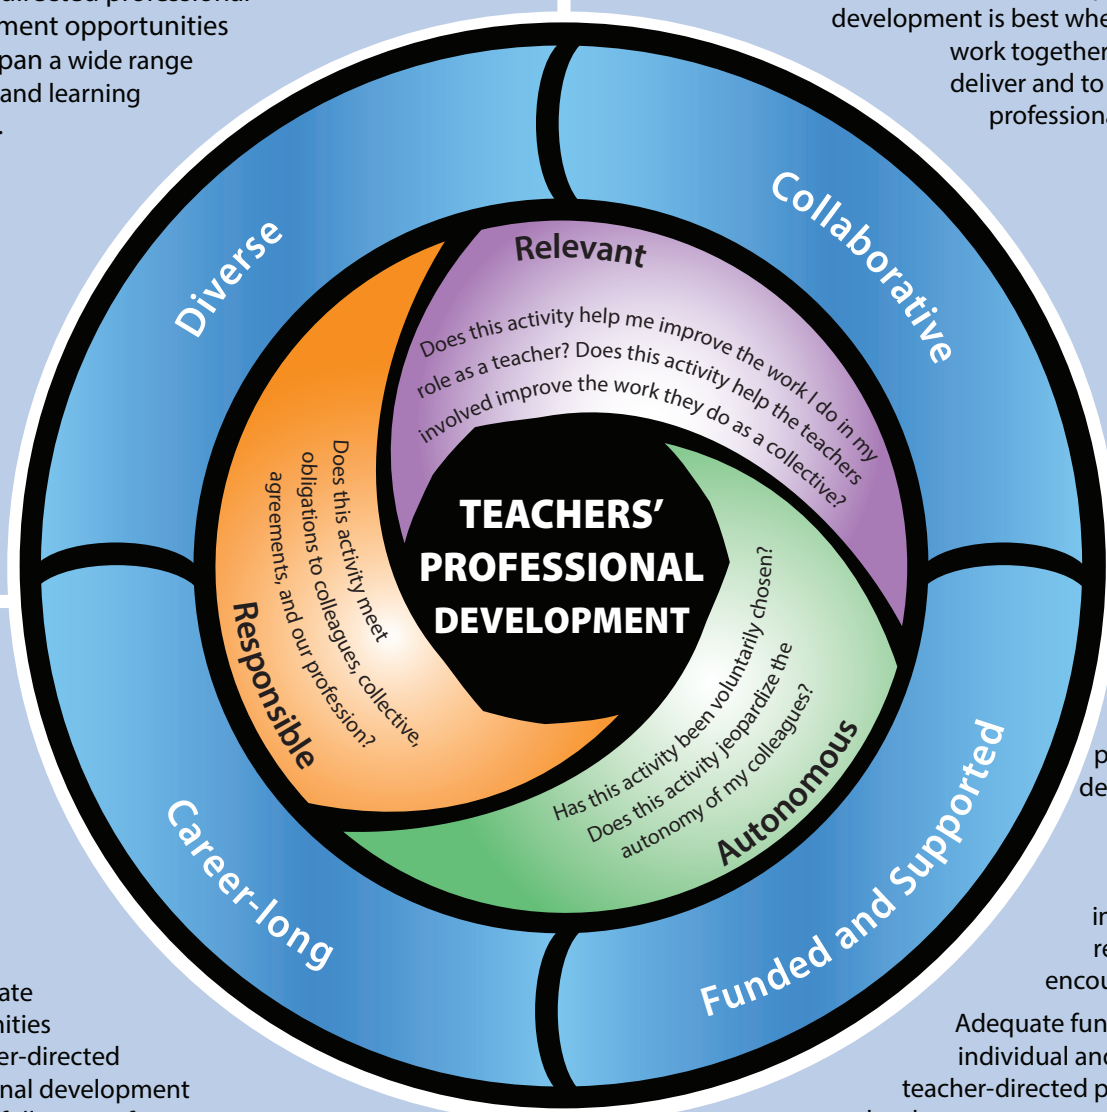 directed professional
ment opportunities
pan a wide range
and learning
.
development is best whe
work together
deliver and to
professiona
Diverse
Collaborative
Relevant
Does this activity help me improve the work I do in my
role as a teacher? Does this activity help the teachers
involved improve the work they do as a collective?
TEACHERS’
PROFESSIONAL
DEVELOPMENT
Responsible
Does this activity meet
obligations to colleagues, collective,
agreements, and our profession?
Has this activity been voluntarily chosen?
Does this activity jeopardize the
autonomy of my colleagues?
Autonomous
Career-long
Funded and Supported
p
de
in
re
encou
Adequate fun
individual and
teacher-directed p
ate
nities
er-directed
nal development